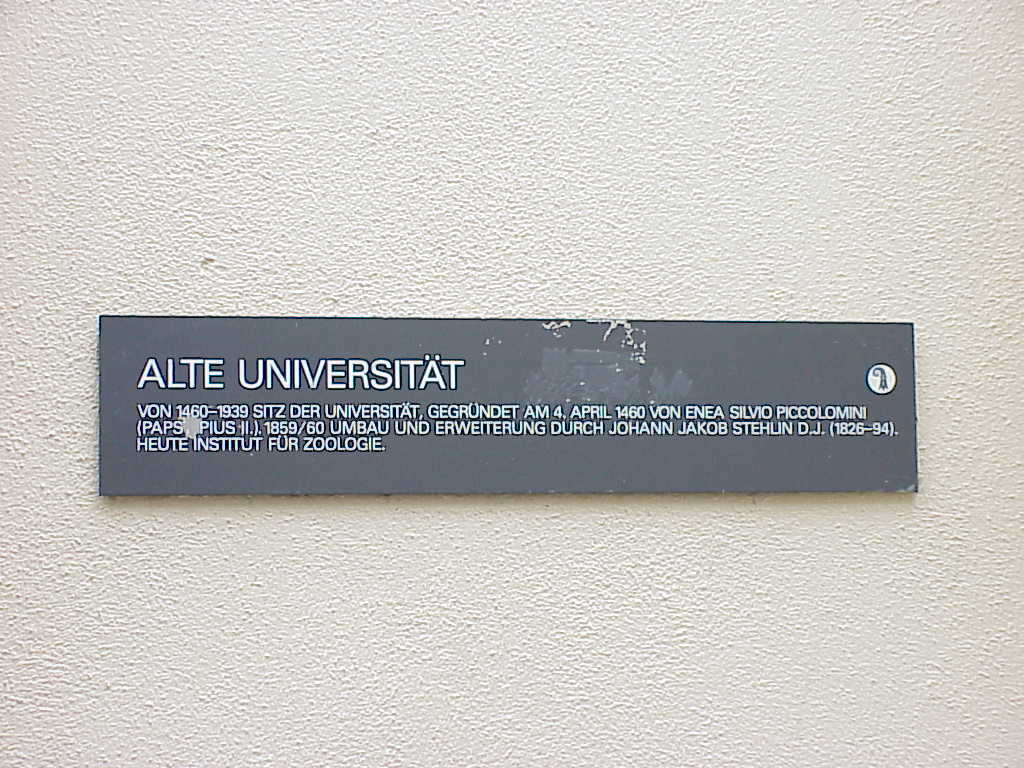 ALTE UNIVERSITÄT
VON 1460–1939 SITZ DER UNIVERSITÄT, GEGRÜNDET AM 4. APRIL 1460 VON ENEA SILVIO PICCOLOMINI
(PAPS PIUS II.). 1859/60 UMBAU UND ERWEITERUNG DURCH JOHANN JAKOB STEHLIN D.J. (1826–94).
HEUTE INSTITUT FÜR ZOOLOGIE.